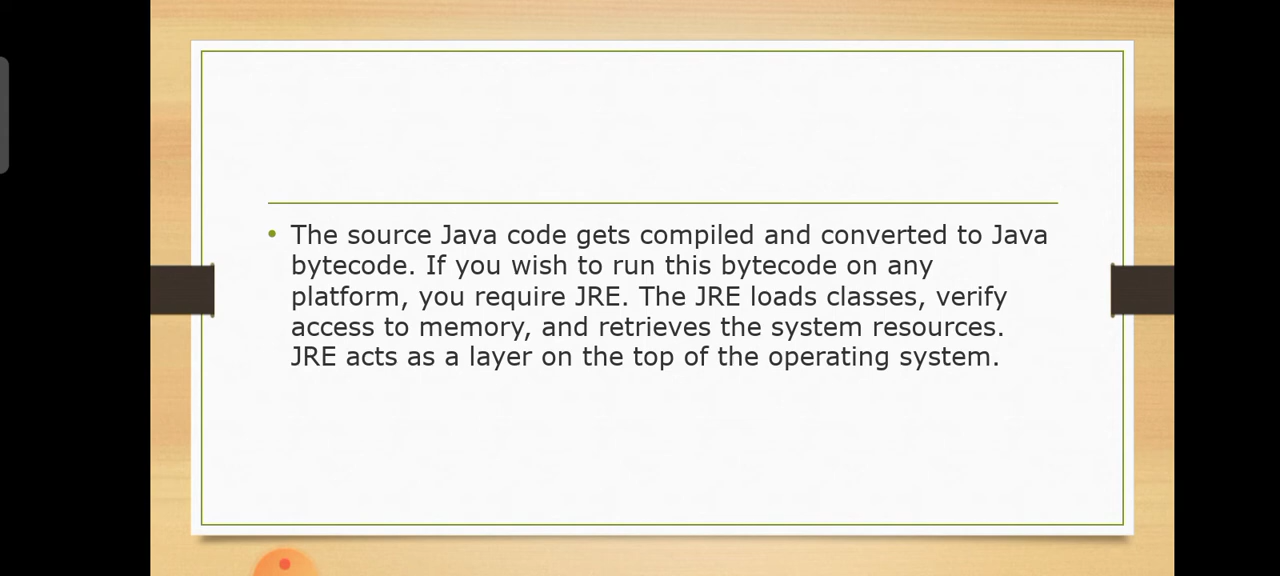 • The source Java code gets compiled and converted to Java
bytecode. If you wish to run this bytecode on any
platform, you require JRE. The JRE loads classes, verify
access to memory, and retrieves the system resources.
JRE acts as a layer on the top of the operating system.